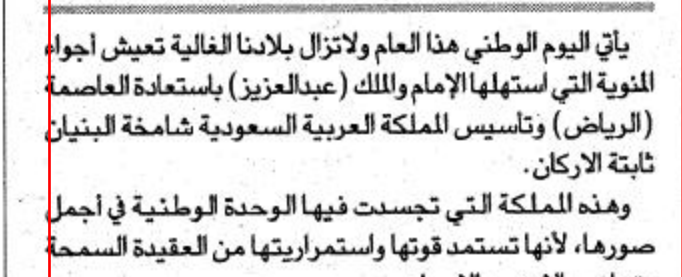 يأتي اليوم الوطني هذا العام ولاتزال بلادنا الغالية تعيش أجواء
المنوية التي استهلها الإمام والملك (عبدالعزيز) باستعادة العاصمة
(الرياض) وتأسيس المملكة العربية السعودية شامخة البنيان
ثابتة الاركان.
وهذه المملكة التي تجسدت فيها الوحدة الوطنية في أجمل
صورها، لأنها تستمد قوتها واستمراريتها من العقيدة السمحة